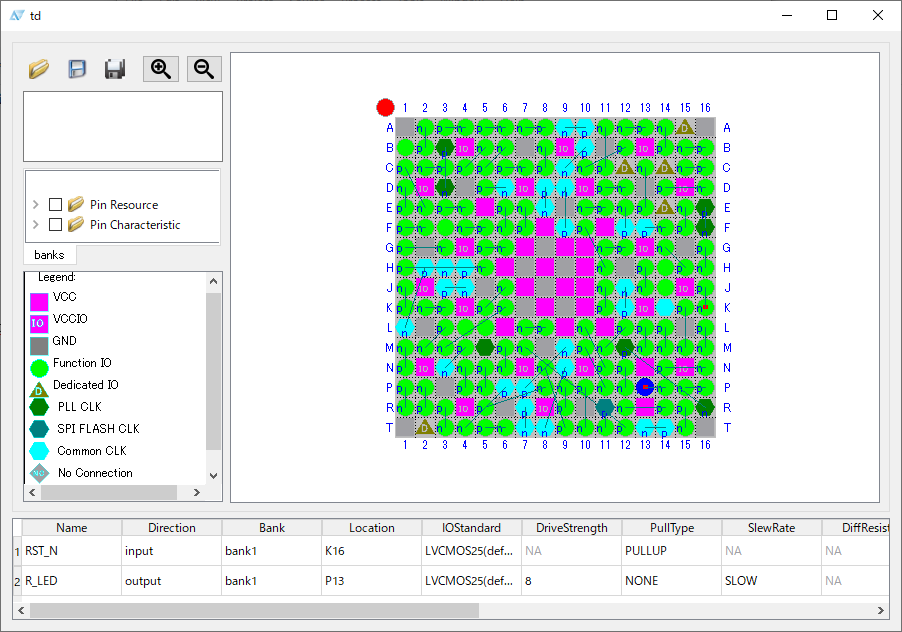 td
1 2 3 4 5 6 7 8 9 10 11 12 13 14 15 16
A A
B B
C C
D D
E E
F F
G G
H H
J J
K K
L L
M M
N N
P P
R R
T T
1 2 3 4 5 6 7 8 9 10 11 12 13 14 15 16
Pin Resource
Pin Characteristic
banks
Legend:
VCC
IO VCCIO
GND
Function IO
D Dedicated IO
PLL CLK
SPI FLASH CLK
Common CLK
NC No Connection
Name Direction Bank Location IOStandard DriveStrength PullType SlewRate DiffResist
1 RST_N input bank1 K16 LVCMOS25(def... NA PULLUP NA NA
2 R_LED output bank1 P13 LVCMOS25(def... 8 NONE SLOW NA